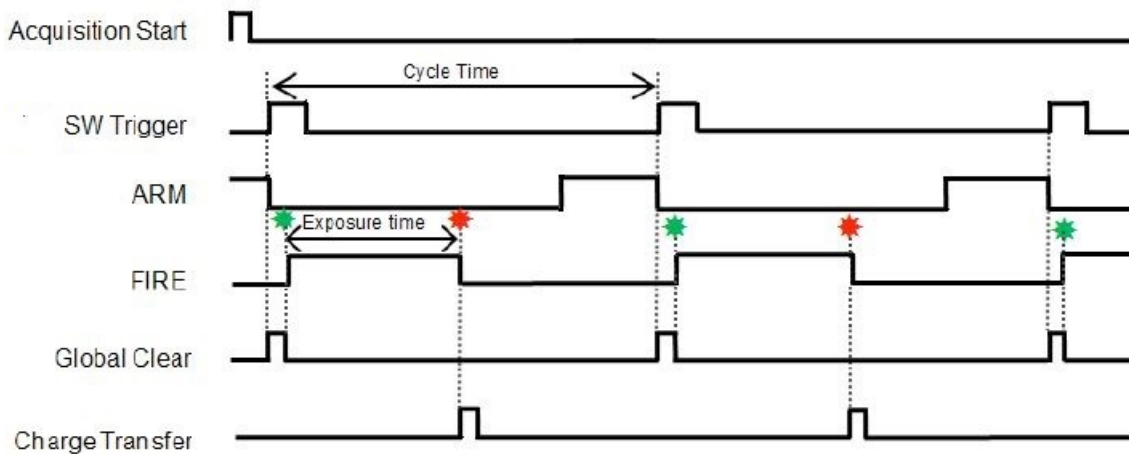 Acquisition Start
Cycle Time
SW Trigger
ARM
Exposure time
FIRE
Global Clear
Charge Transfer